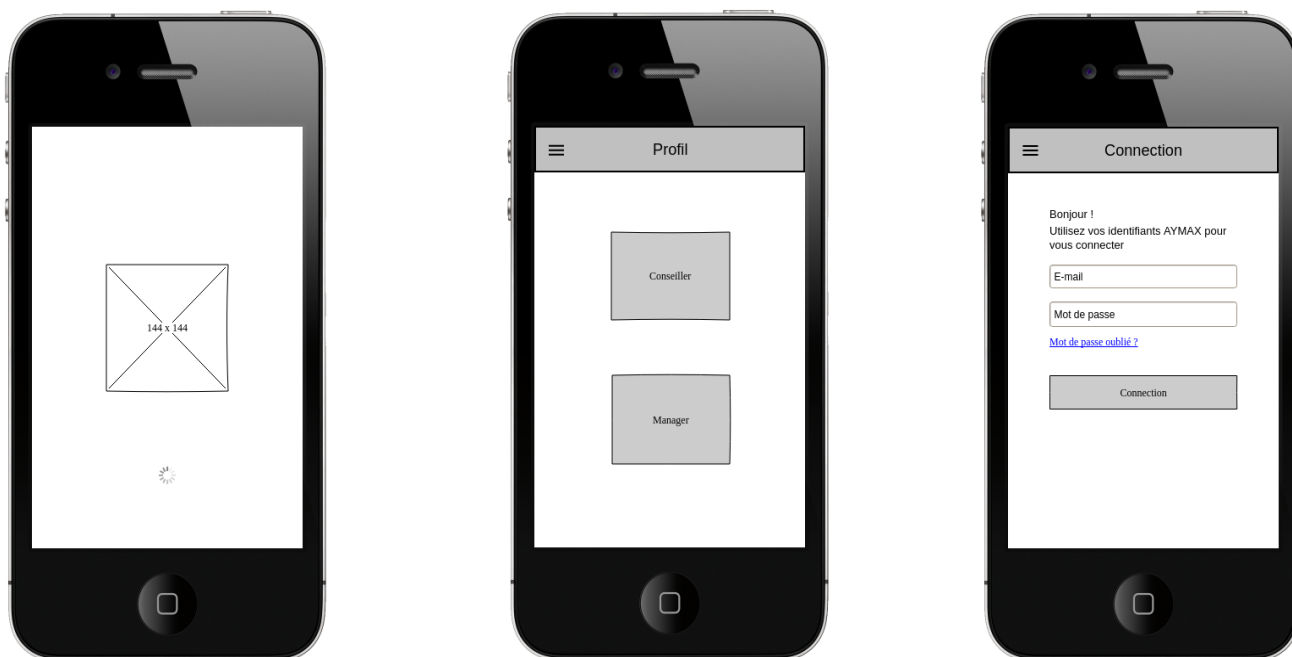 144 x 144
Profil
Conseiller
Manager
Connection
Bonjour !
Utilisez vos identifiants AYMAX pour
vous connecter
E-mail
Mot de passe
Mot de passe oublié ?
Connection